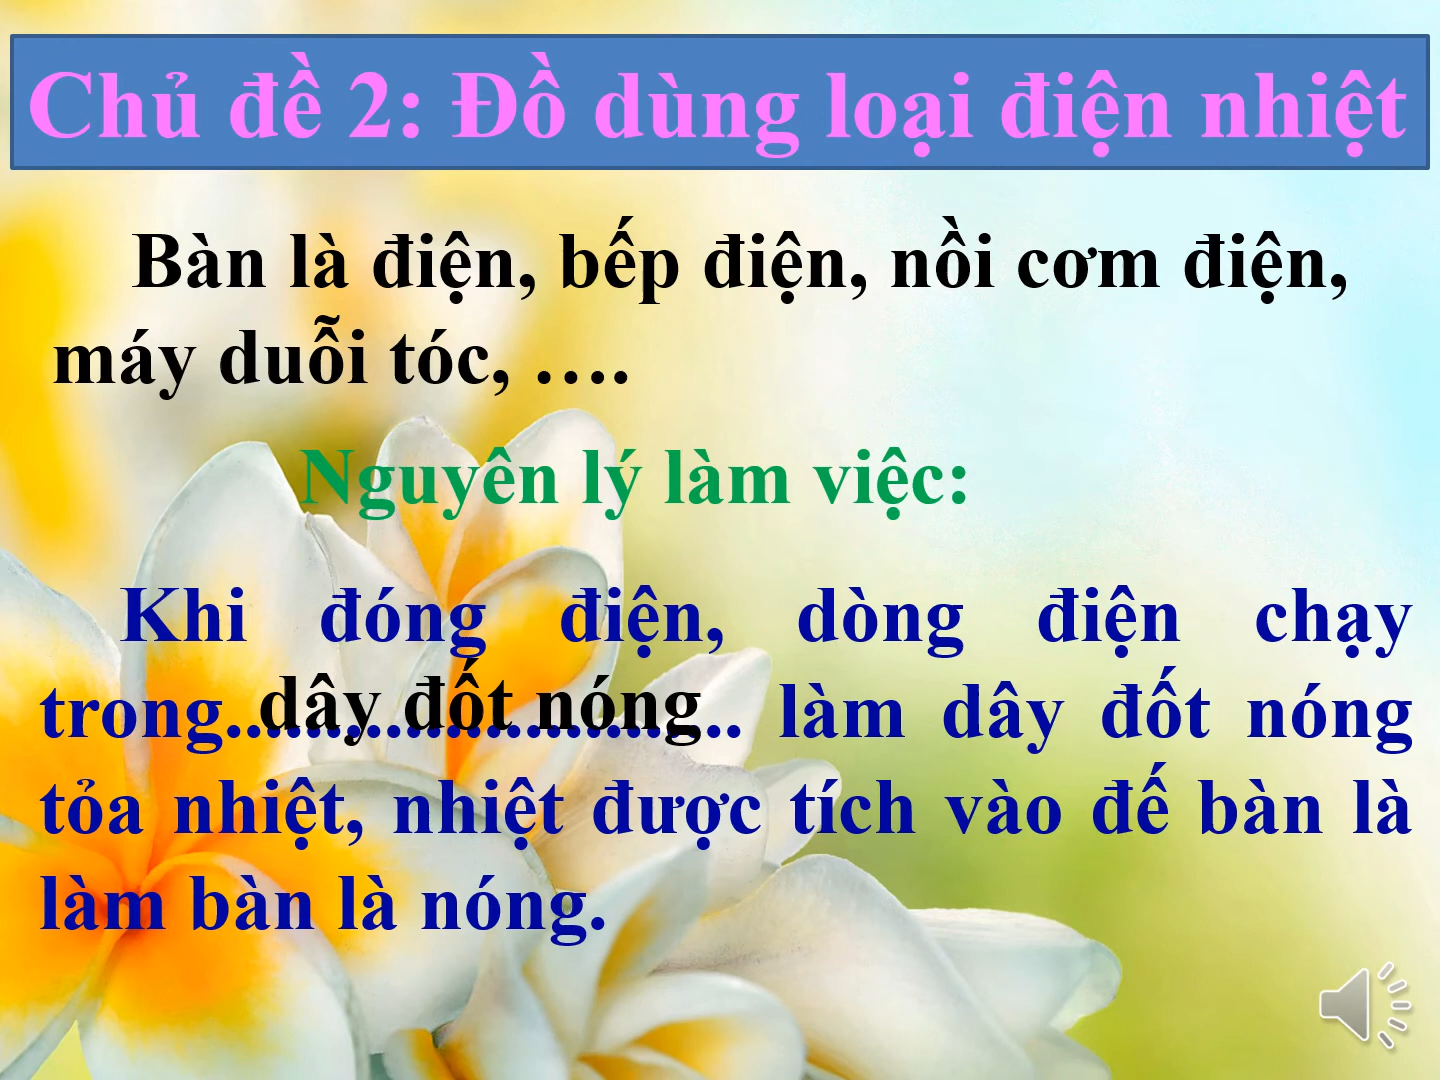 Chủ đề 2: Đồ dùng loại điện nhiệt
Bàn là điện, bếp điện, nồi cơm điện,
máy duỗi tóc, ….
Nguyên lý làm việc:
Khi đóng điện, dòng điện chạy
trong..dây đốt nóng.. làm dây đốt nóng
tỏa nhiệt, nhiệt được tích vào đế bàn là
làm bàn là nóng.